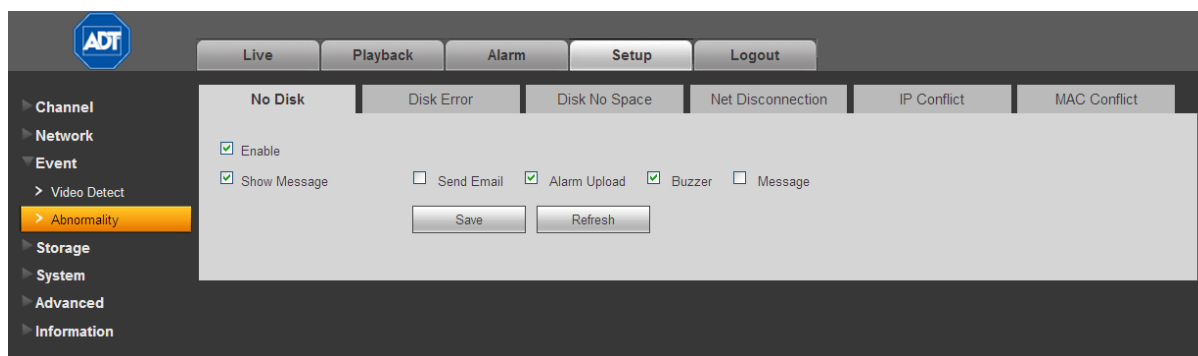 ADT
Live Playback Alarm Setup Logout
No Disk Disk Error Disk No Space Net Disconnection IP Conflict MAC Conflict
Channel
Network
Event
Video Detect
Abnormality
Storage
System
Advanced
Information
Enable
Show Message Send Email Alarm Upload Buzzer Message
Save Refresh